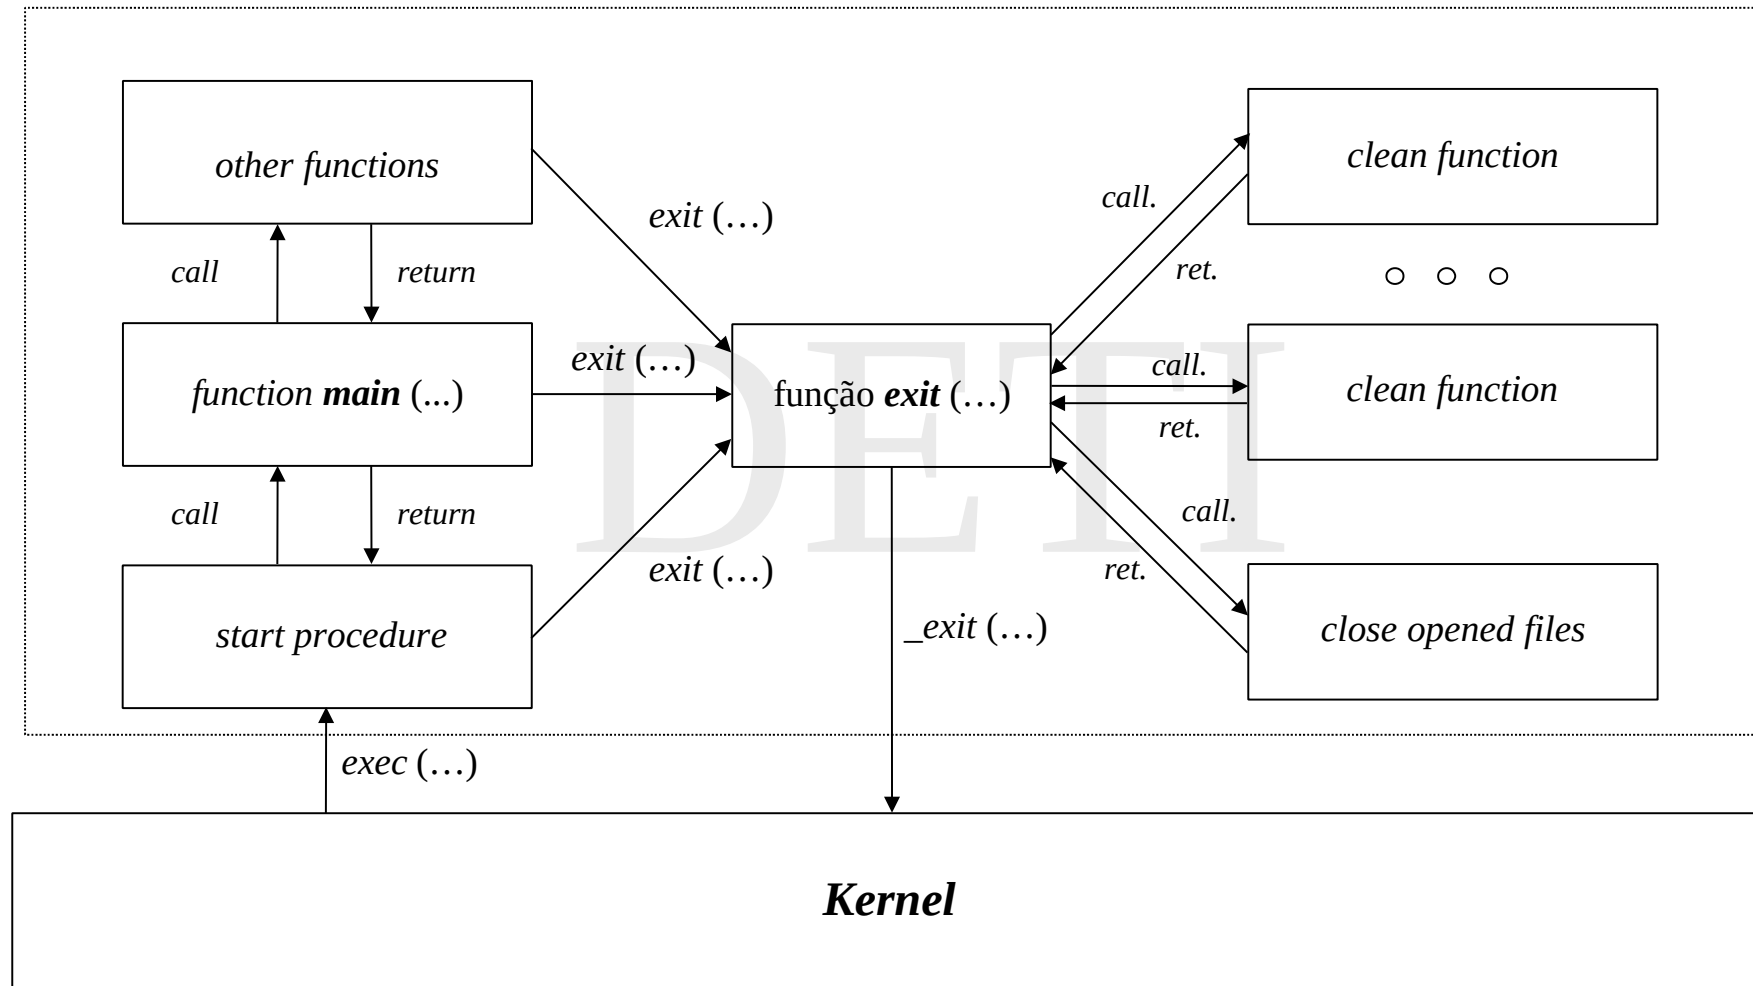 other functions
clean function
call.
exit (…)
call
return
ret.
exit (…)
call.
function main (...)
função exit (…)
clean function
ret.
call
return
call.
exit (…)
ret.
start procedure
_exit (…)
close opened files
exec (…)
Kernel
DETI